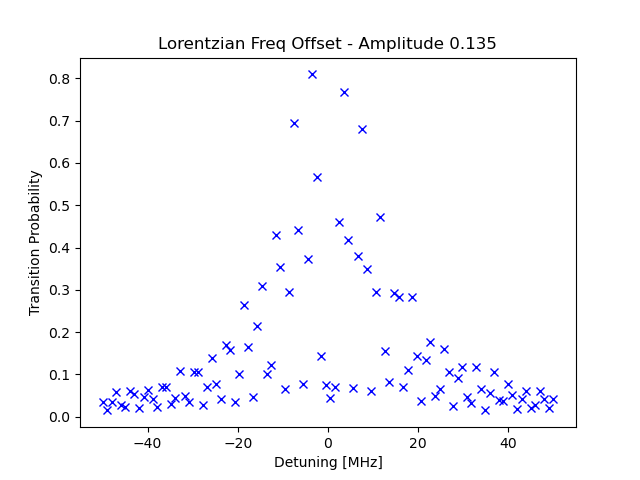 Lorentzian Freq Offset - Amplitude 0.135
Transition Probability
0.8
0.7
0.6
0.5
0.4
0.3
0.2
0.1
0.0
−40 −20 0 20 40
Detuning [MHz]